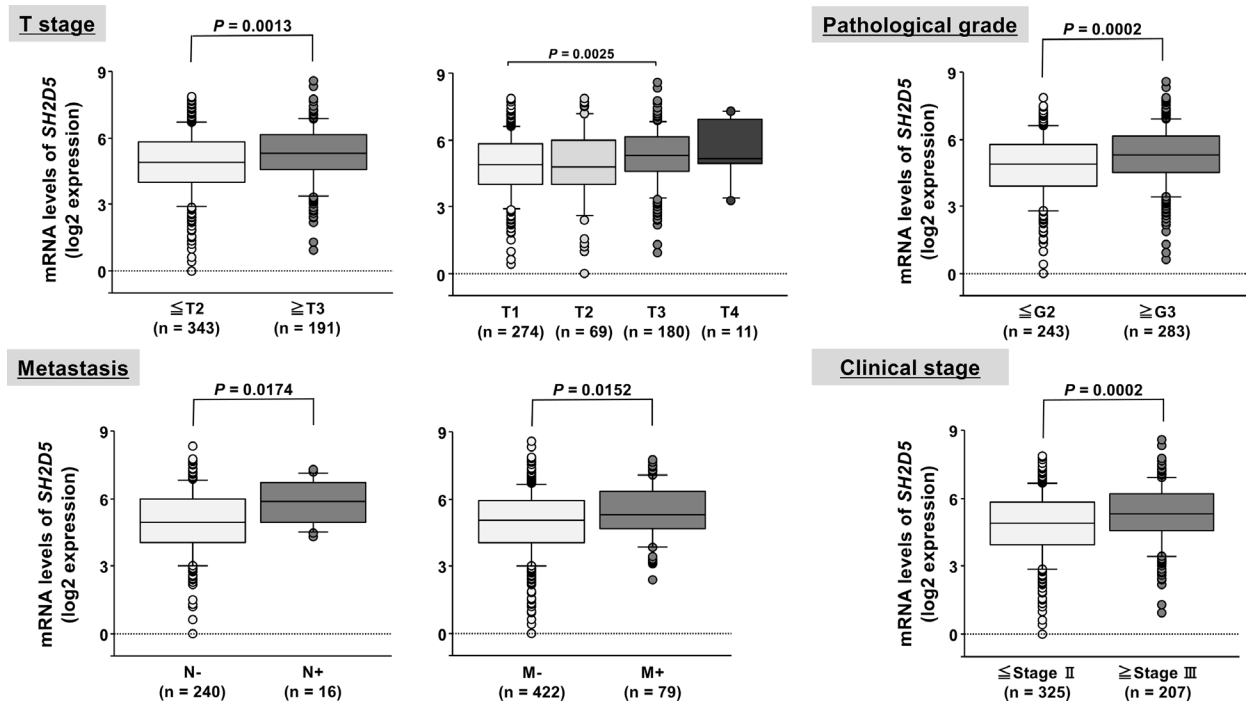 T stage
P = 0.0013
mRNA levels of SH2D5
(log2 expression)
9
6
3
0
≦T2
(n = 343)
≧T3
(n = 191)
P = 0.0025
9
6
3
0
T1
(n = 274)
T2
(n = 69)
T3
(n = 180)
T4
(n = 11)
Pathological grade
P = 0.0002
mRNA levels of SH2D5
(log2 expression)
9
6
3
0
≦G2
(n = 243)
≧G3
(n = 283)
Metastasis
P = 0.0174
mRNA levels of SH2D5
(log2 expression)
9
6
3
0
N-
(n = 240)
N+
(n = 16)
P = 0.0152
9
6
3
0
M-
(n = 422)
M+
(n = 79)
Clinical stage
P = 0.0002
mRNA levels of SH2D5
(log2 expression)
9
6
3
0
≦Stage Ⅱ
(n = 325)
≧Stage Ⅲ
(n = 207)